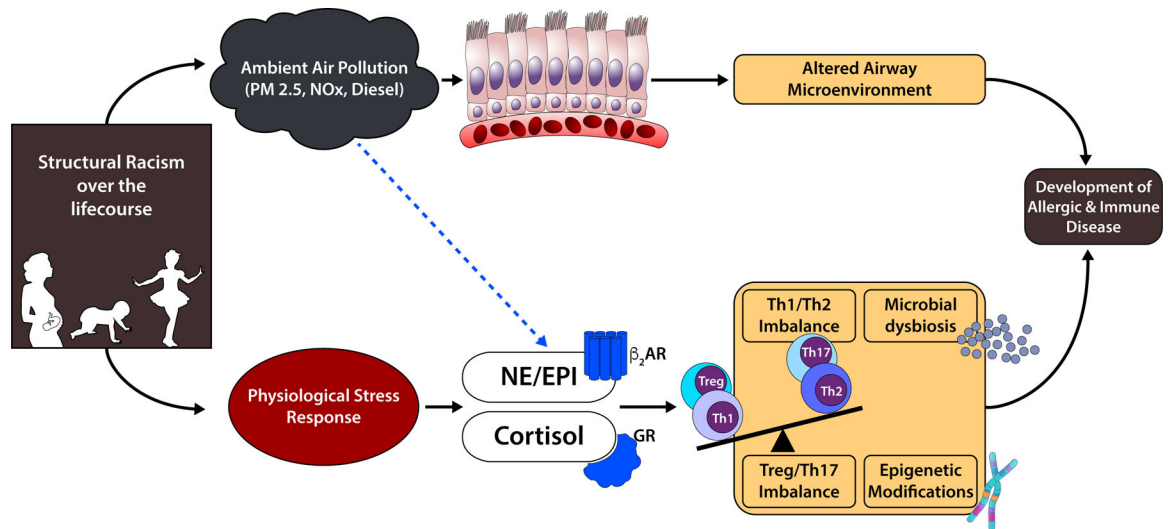 Ambient Air Pollution
(PM 2.5, NOx, Diesel)
Altered Airway
Microenvironment
Structural Racism
over the
lifecourse
Development of
Allergic & Immune
Disease
Physiological Stress
Response
NE/EPI
β₂AR
Cortisol
GR
Th1/Th2
Imbalance
Microbial
dysbiosis
Treg
Th1
Th17
Th2
Treg/Th17
Imbalance
Epigenetic
Modifications